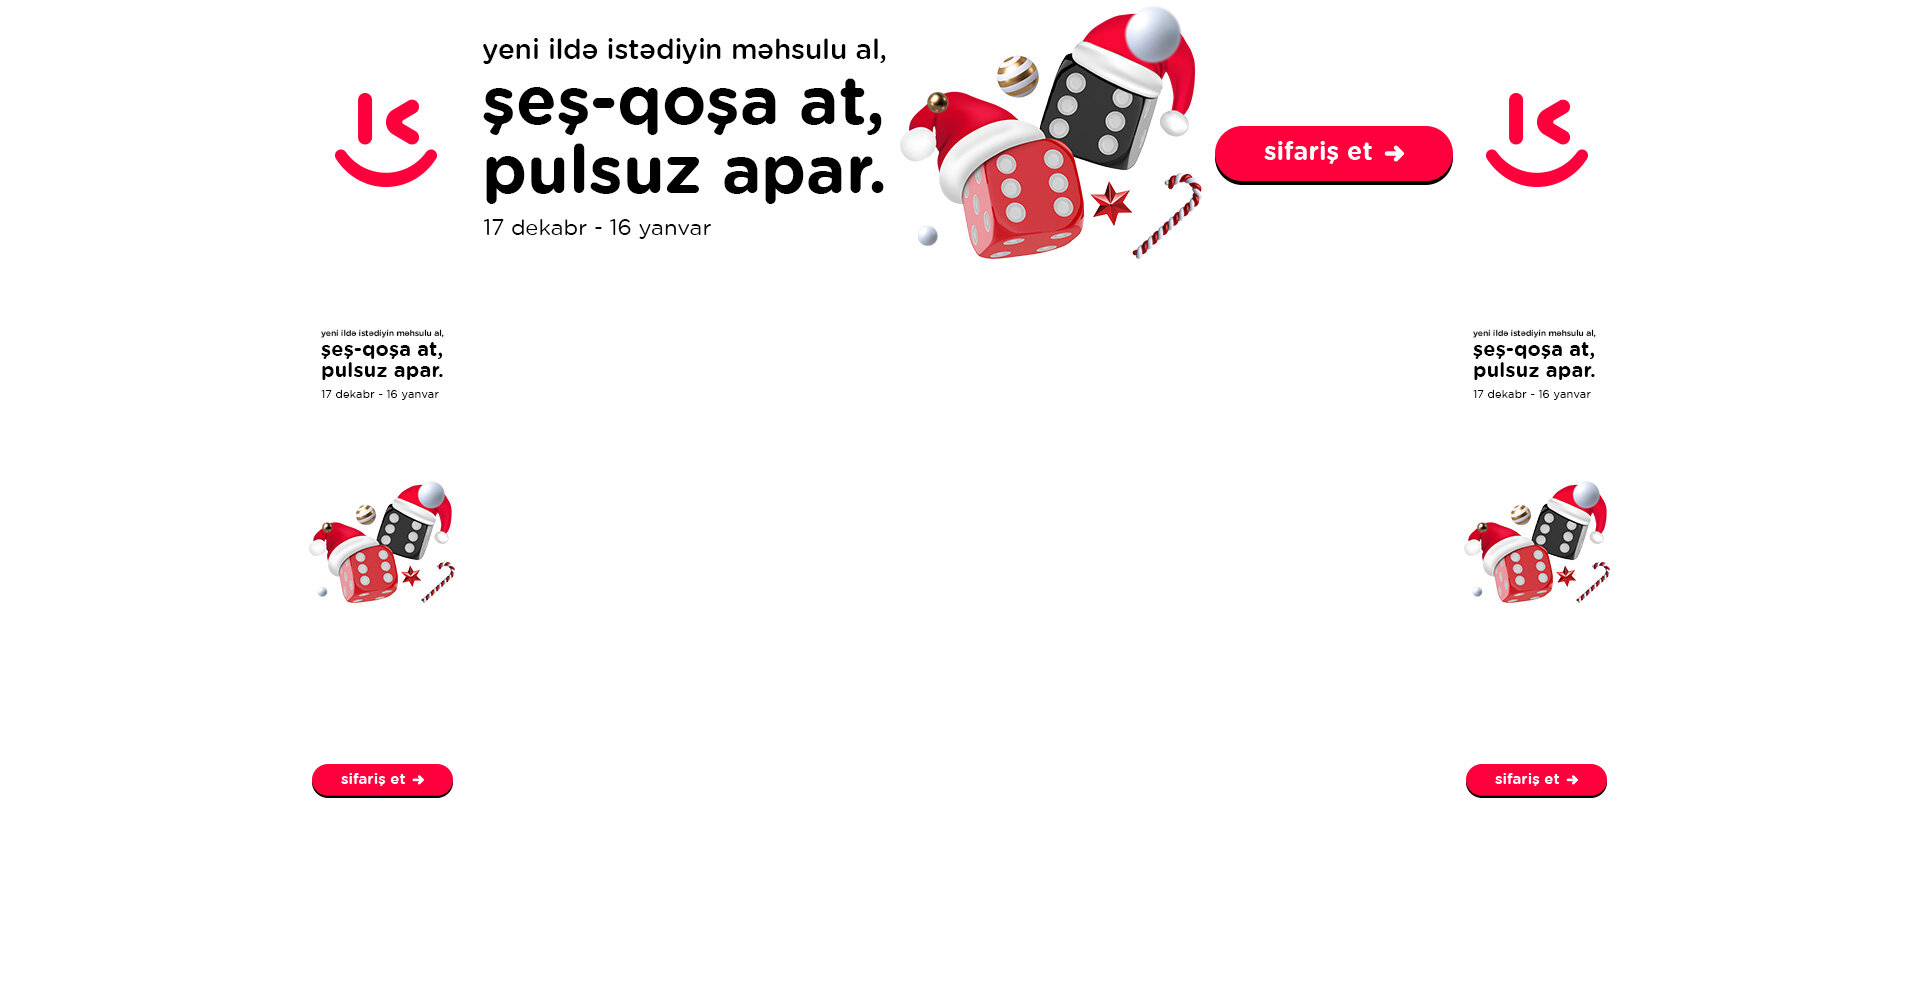 yeni ildə istədiyin məhsulu al,
şeş-qoşa at,
pulsuz apar.
17 dekabr - 16 yanvar
sifariş et
yeni ildə istədiyin məhsulu al,
şeş-qoşa at,
pulsuz apar.
17 dekabr - 16 yanvar
sifariş et
yeni ildə istədiyin məhsulu al,
şeş-qoşa at,
pulsuz apar.
17 dekabr - 16 yanvar
sifariş et